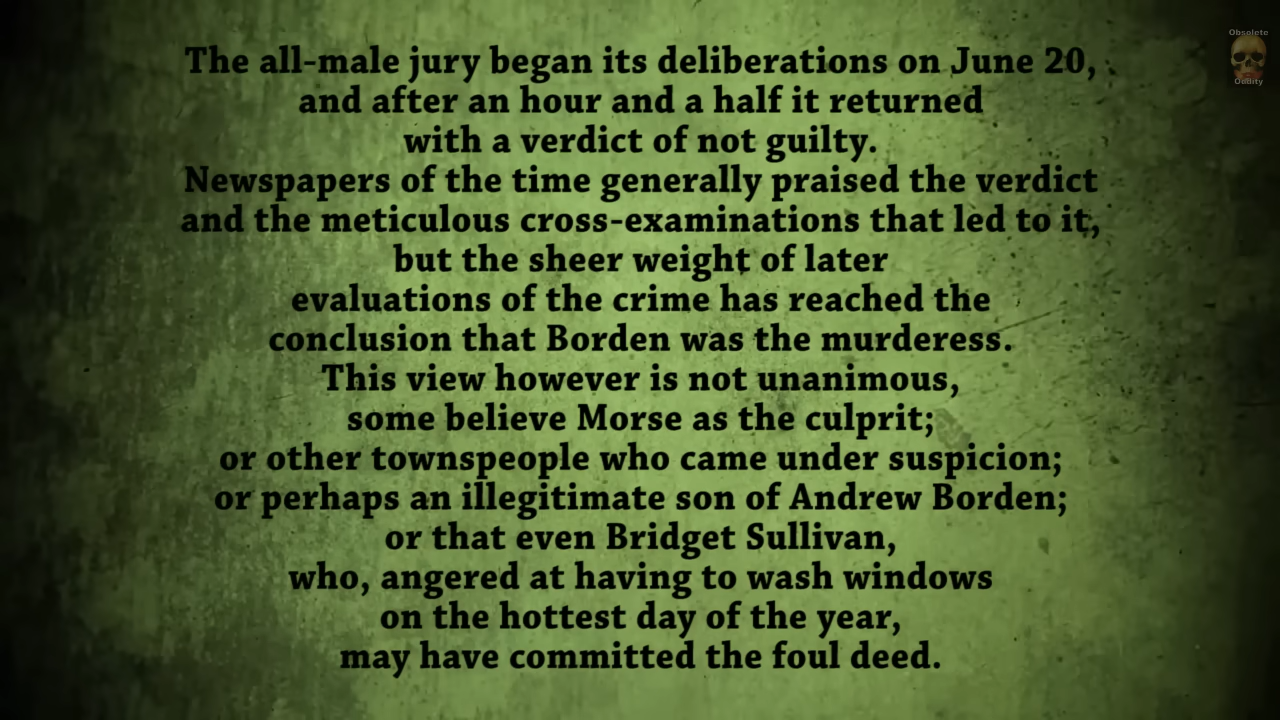 The all-male jury began its deliberations on June 20,
and after an hour and a half it returned
with a verdict of not guilty.
Newspapers of the time generally praised the verdict
and the meticulous cross-examinations that led to it,
but the sheer weight of later
evaluations of the crime has reached the
conclusion that Borden was the murderess.
This view however is not unanimous,
some believe Morse as the culprit;
or other townspeople who came under suspicion;
or perhaps an illegitimate son of Andrew Borden;
or that even Bridget Sullivan,
who, angered at having to wash windows
on the hottest day of the year,
may have committed the foul deed.
Obsolete
Oddity